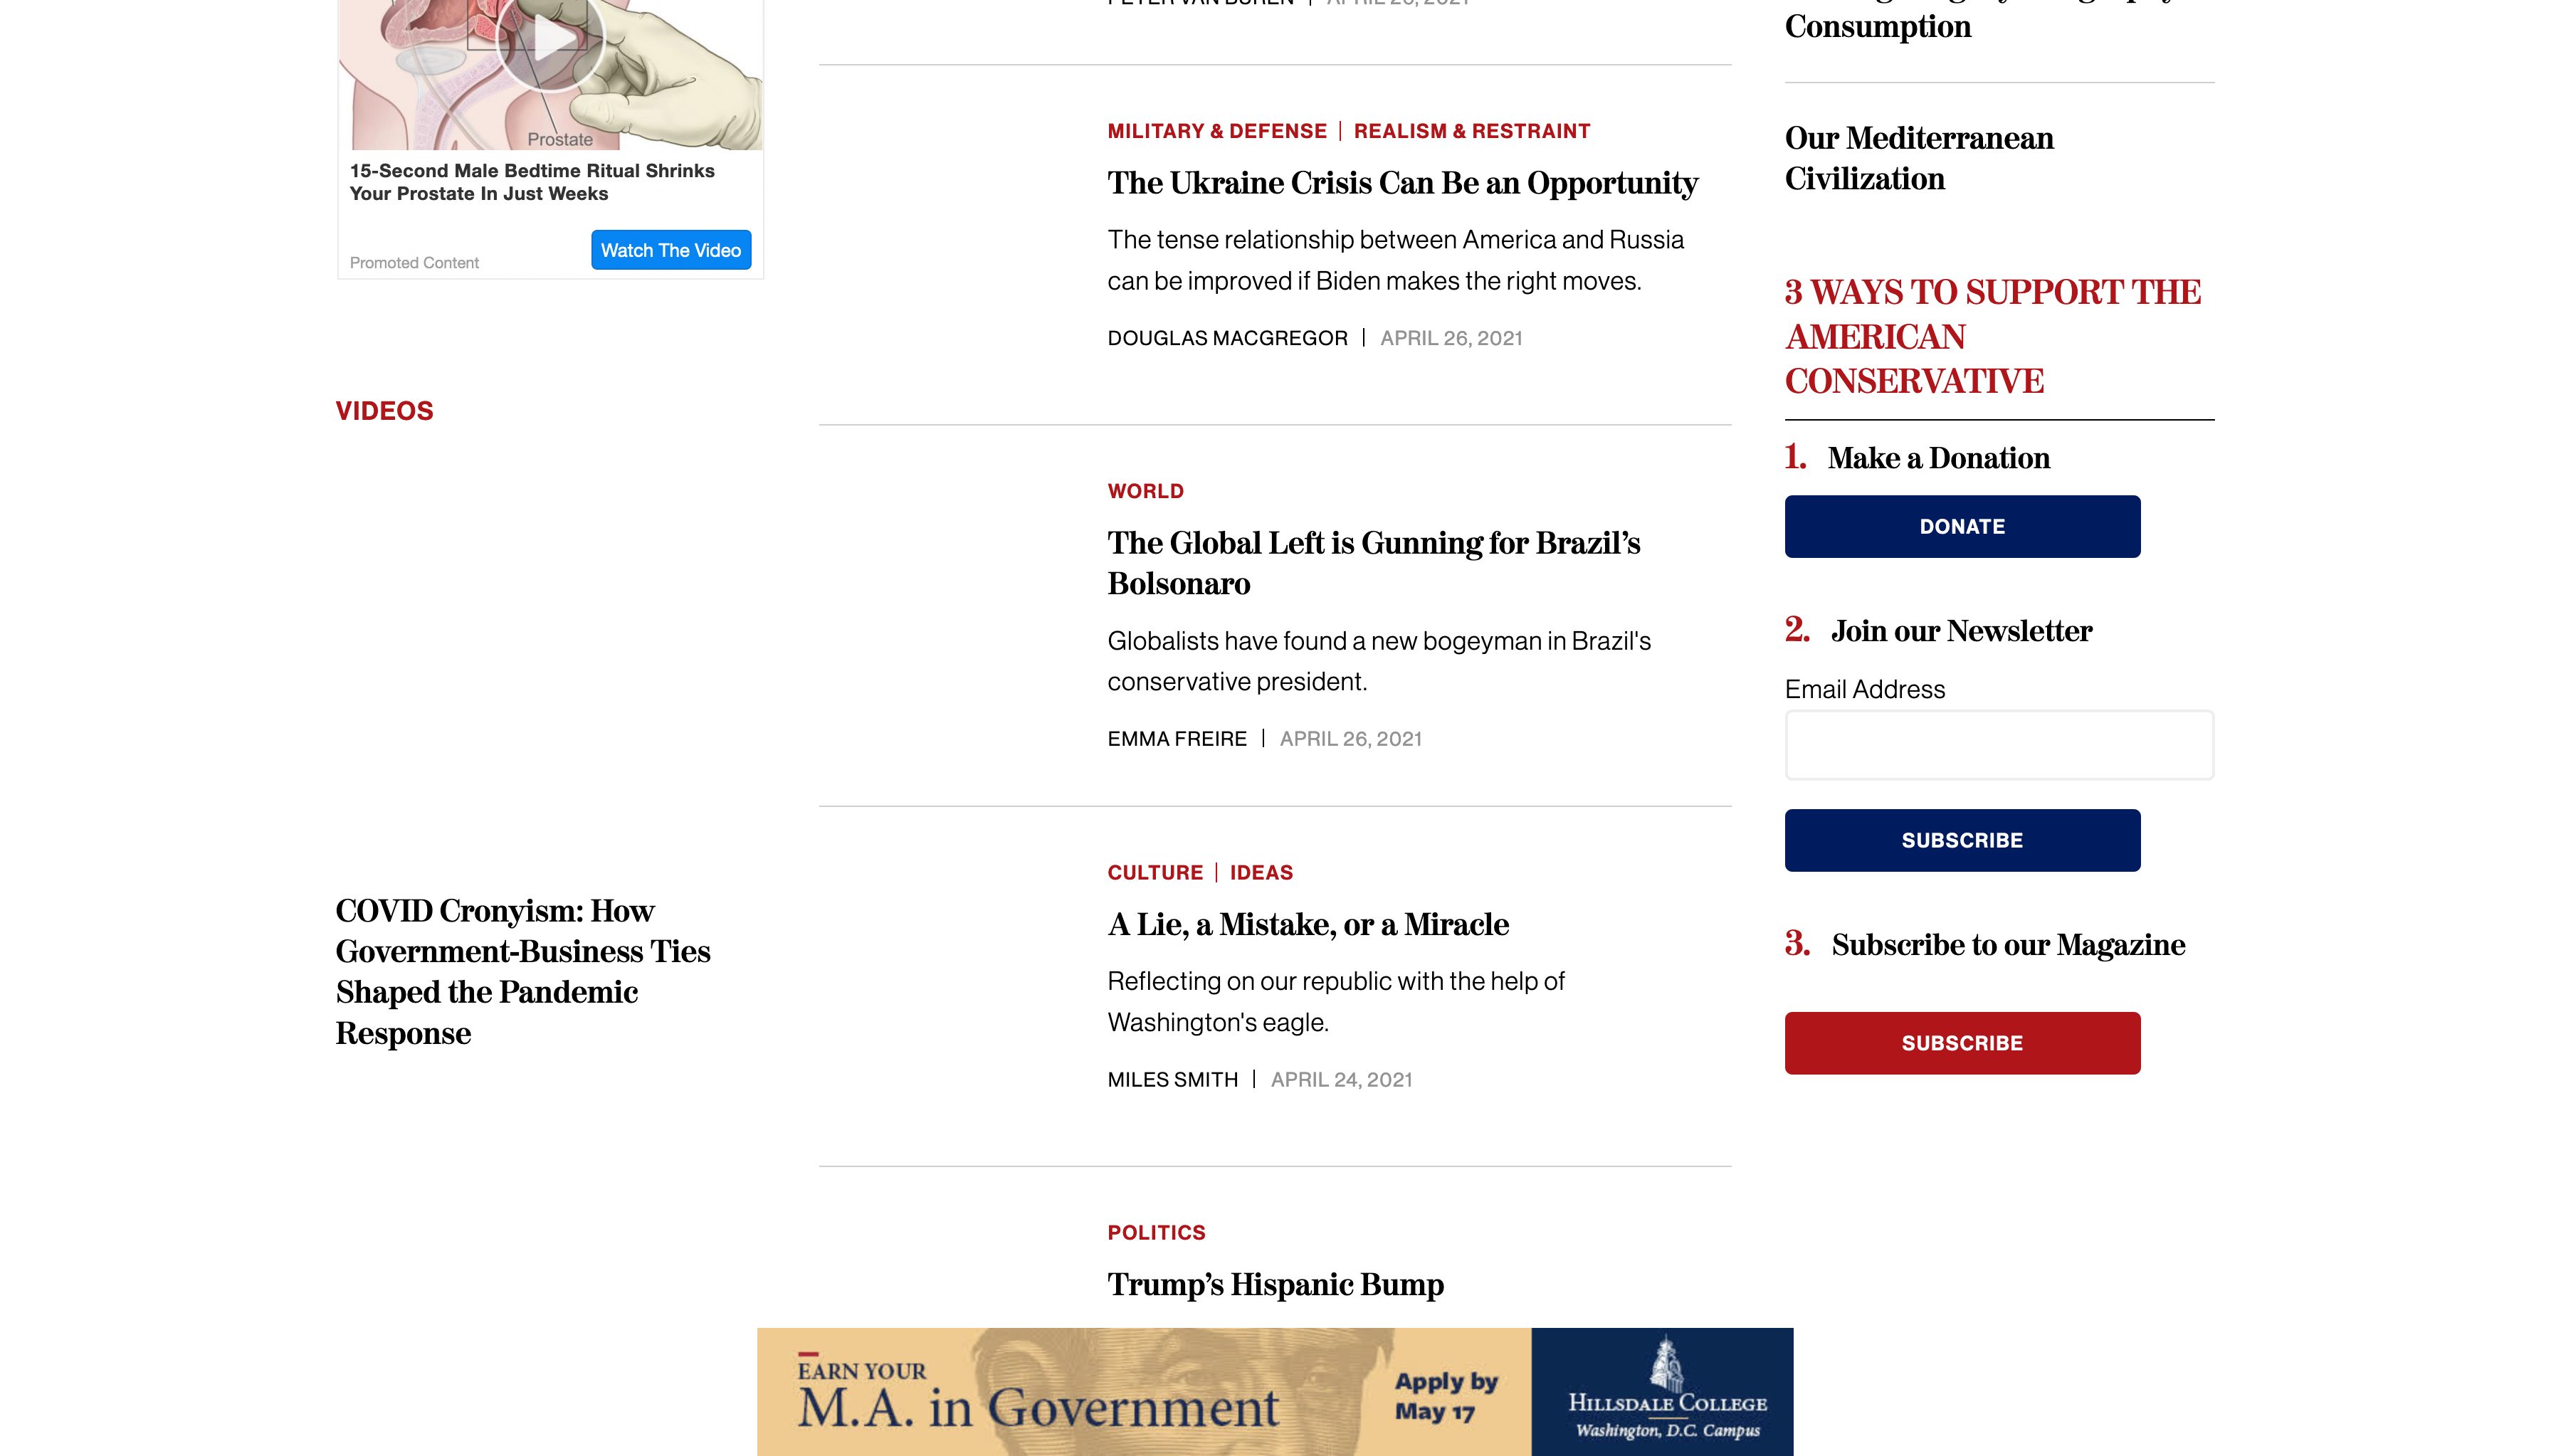 Prostate
15-Second Male Bedtime Ritual Shrinks
Your Prostate In Just Weeks
Promoted Content
Watch The Video
VIDEOS
COVID Cronyism: How
Government-Business Ties
Shaped the Pandemic
Response
PETER VAN BUREN | APRIL 26, 2021
MILITARY & DEFENSE | REALISM & RESTRAINT
The Ukraine Crisis Can Be an Opportunity
The tense relationship between America and Russia
can be improved if Biden makes the right moves.
DOUGLAS MACGREGOR | APRIL 26, 2021
WORLD
The Global Left is Gunning for Brazil’s
Bolsonaro
Globalists have found a new bogeyman in Brazil's
conservative president.
EMMA FREIRE | APRIL 26, 2021
CULTURE | IDEAS
A Lie, a Mistake, or a Miracle
Reflecting on our republic with the help of
Washington's eagle.
MILES SMITH | APRIL 24, 2021
POLITICS
Trump’s Hispanic Bump
Consumption
Our Mediterranean
Civilization
3 WAYS TO SUPPORT THE
AMERICAN
CONSERVATIVE
1. Make a Donation
DONATE
2. Join our Newsletter
Email Address
SUBSCRIBE
3. Subscribe to our Magazine
SUBSCRIBE
EARN YOUR
M.A. in Government
Apply by
May 17
HILLSDALE COLLEGE
Washington, D.C. Campus